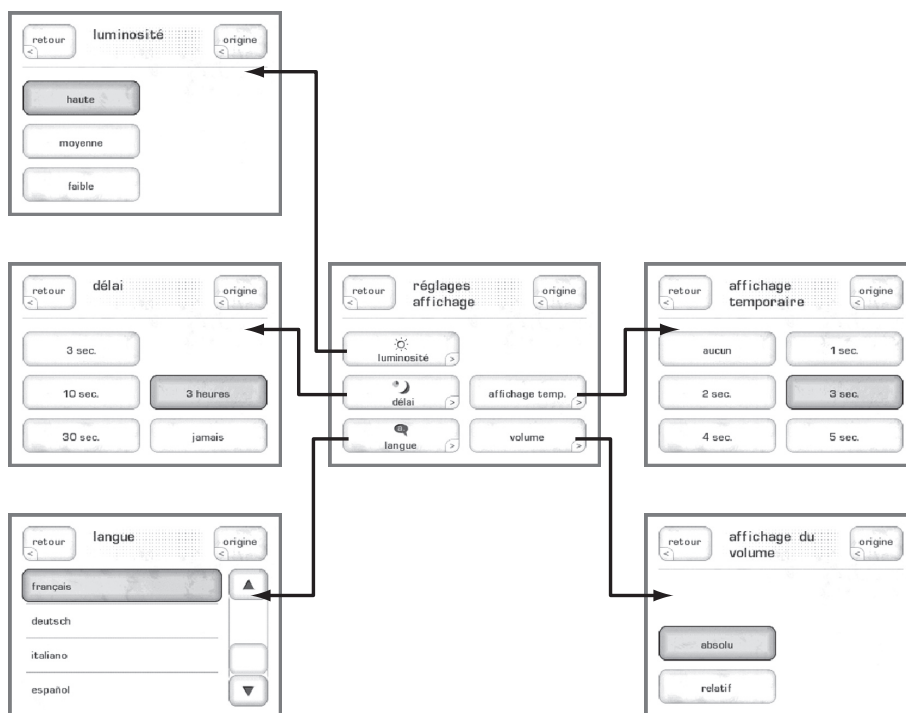 retour
luminosité
origine
haute
moyenne
faible
retour
délai
origine
3 sec.
10 sec.
3 heures
30 sec.
jamais
retour
réglages
affichage
origine
luminosité
délai
affichage temp.
langue
volume
retour
affichage
temporaire
origine
aucun
1 sec.
2 sec.
3 sec.
4 sec.
5 sec.
retour
langue
origine
français
deutsch
italiano
español
retour
affichage du
volume
origine
absolu
relatif